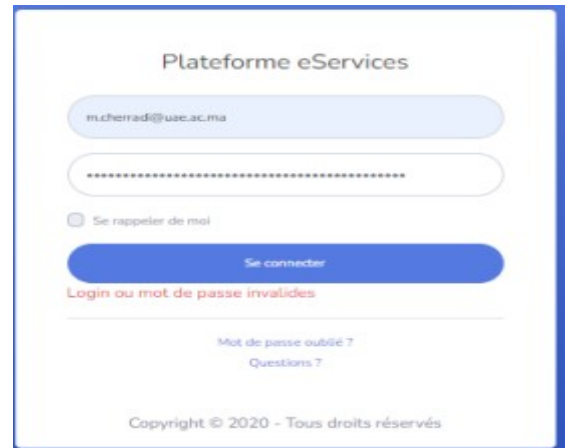 Plateforme eServices
m.cherradi@uae.ac.ma
Se rappeler de moi
Se connecter
Login ou mot de passe invalides
Mot de passe oublié ?
Questions ?
Copyright © 2020 - Tous droits réservés